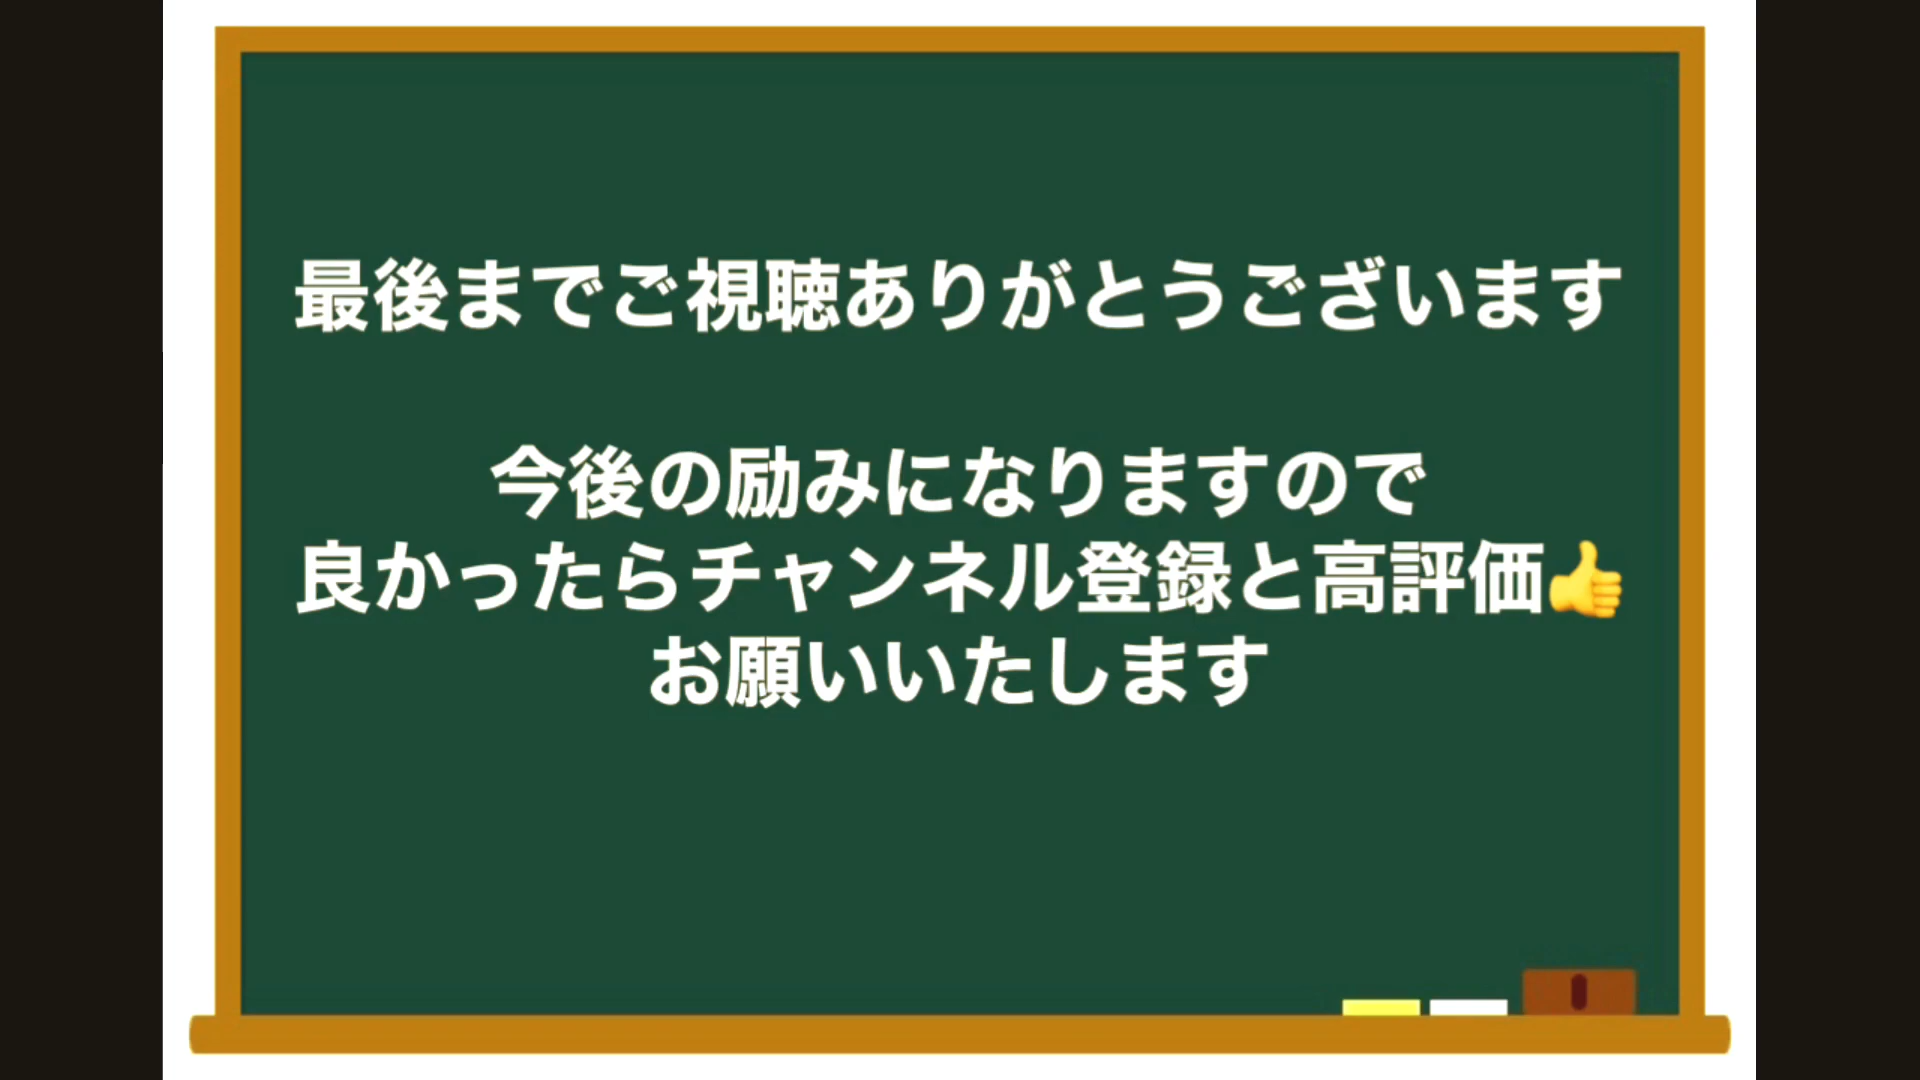 最後までご視聴ありがとうございます
今後の励みになりますので
良かったらチャンネル登録と高評価👍
お願いいたします